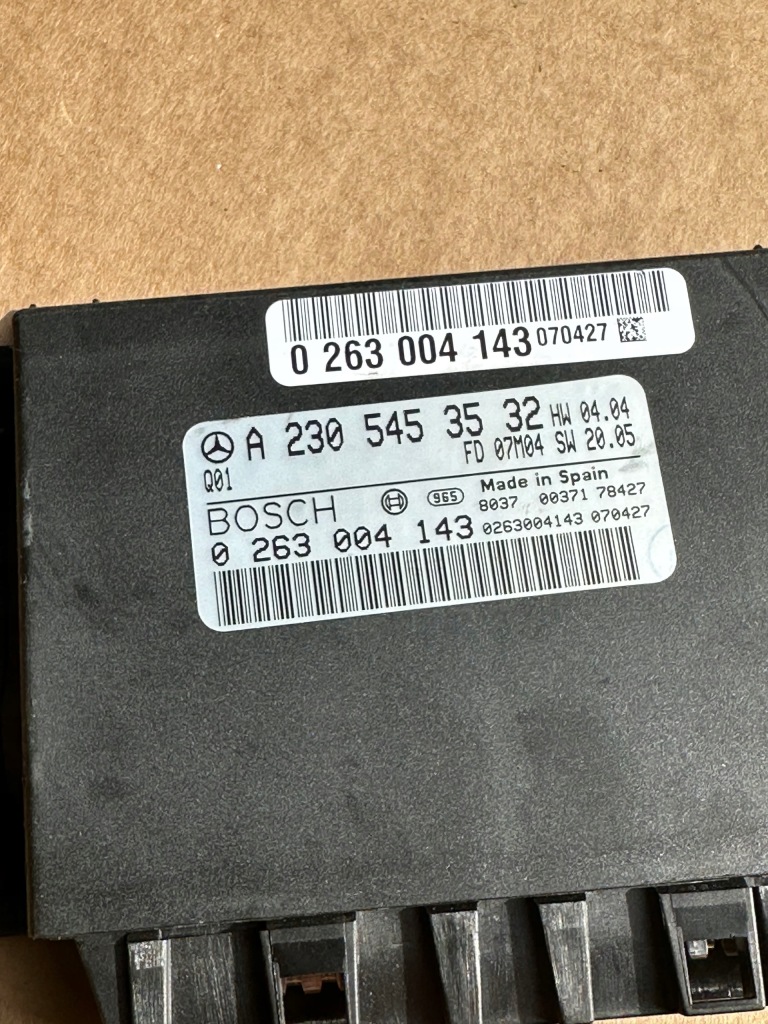 0 263 004 143 070427
A 230 545 35 32 HW 04.04
Q01 FD 07M04 SW 20.05
BOSCH 965 Made in Spain
8037 00371 78427
0 263 004 143 0263004143 070427